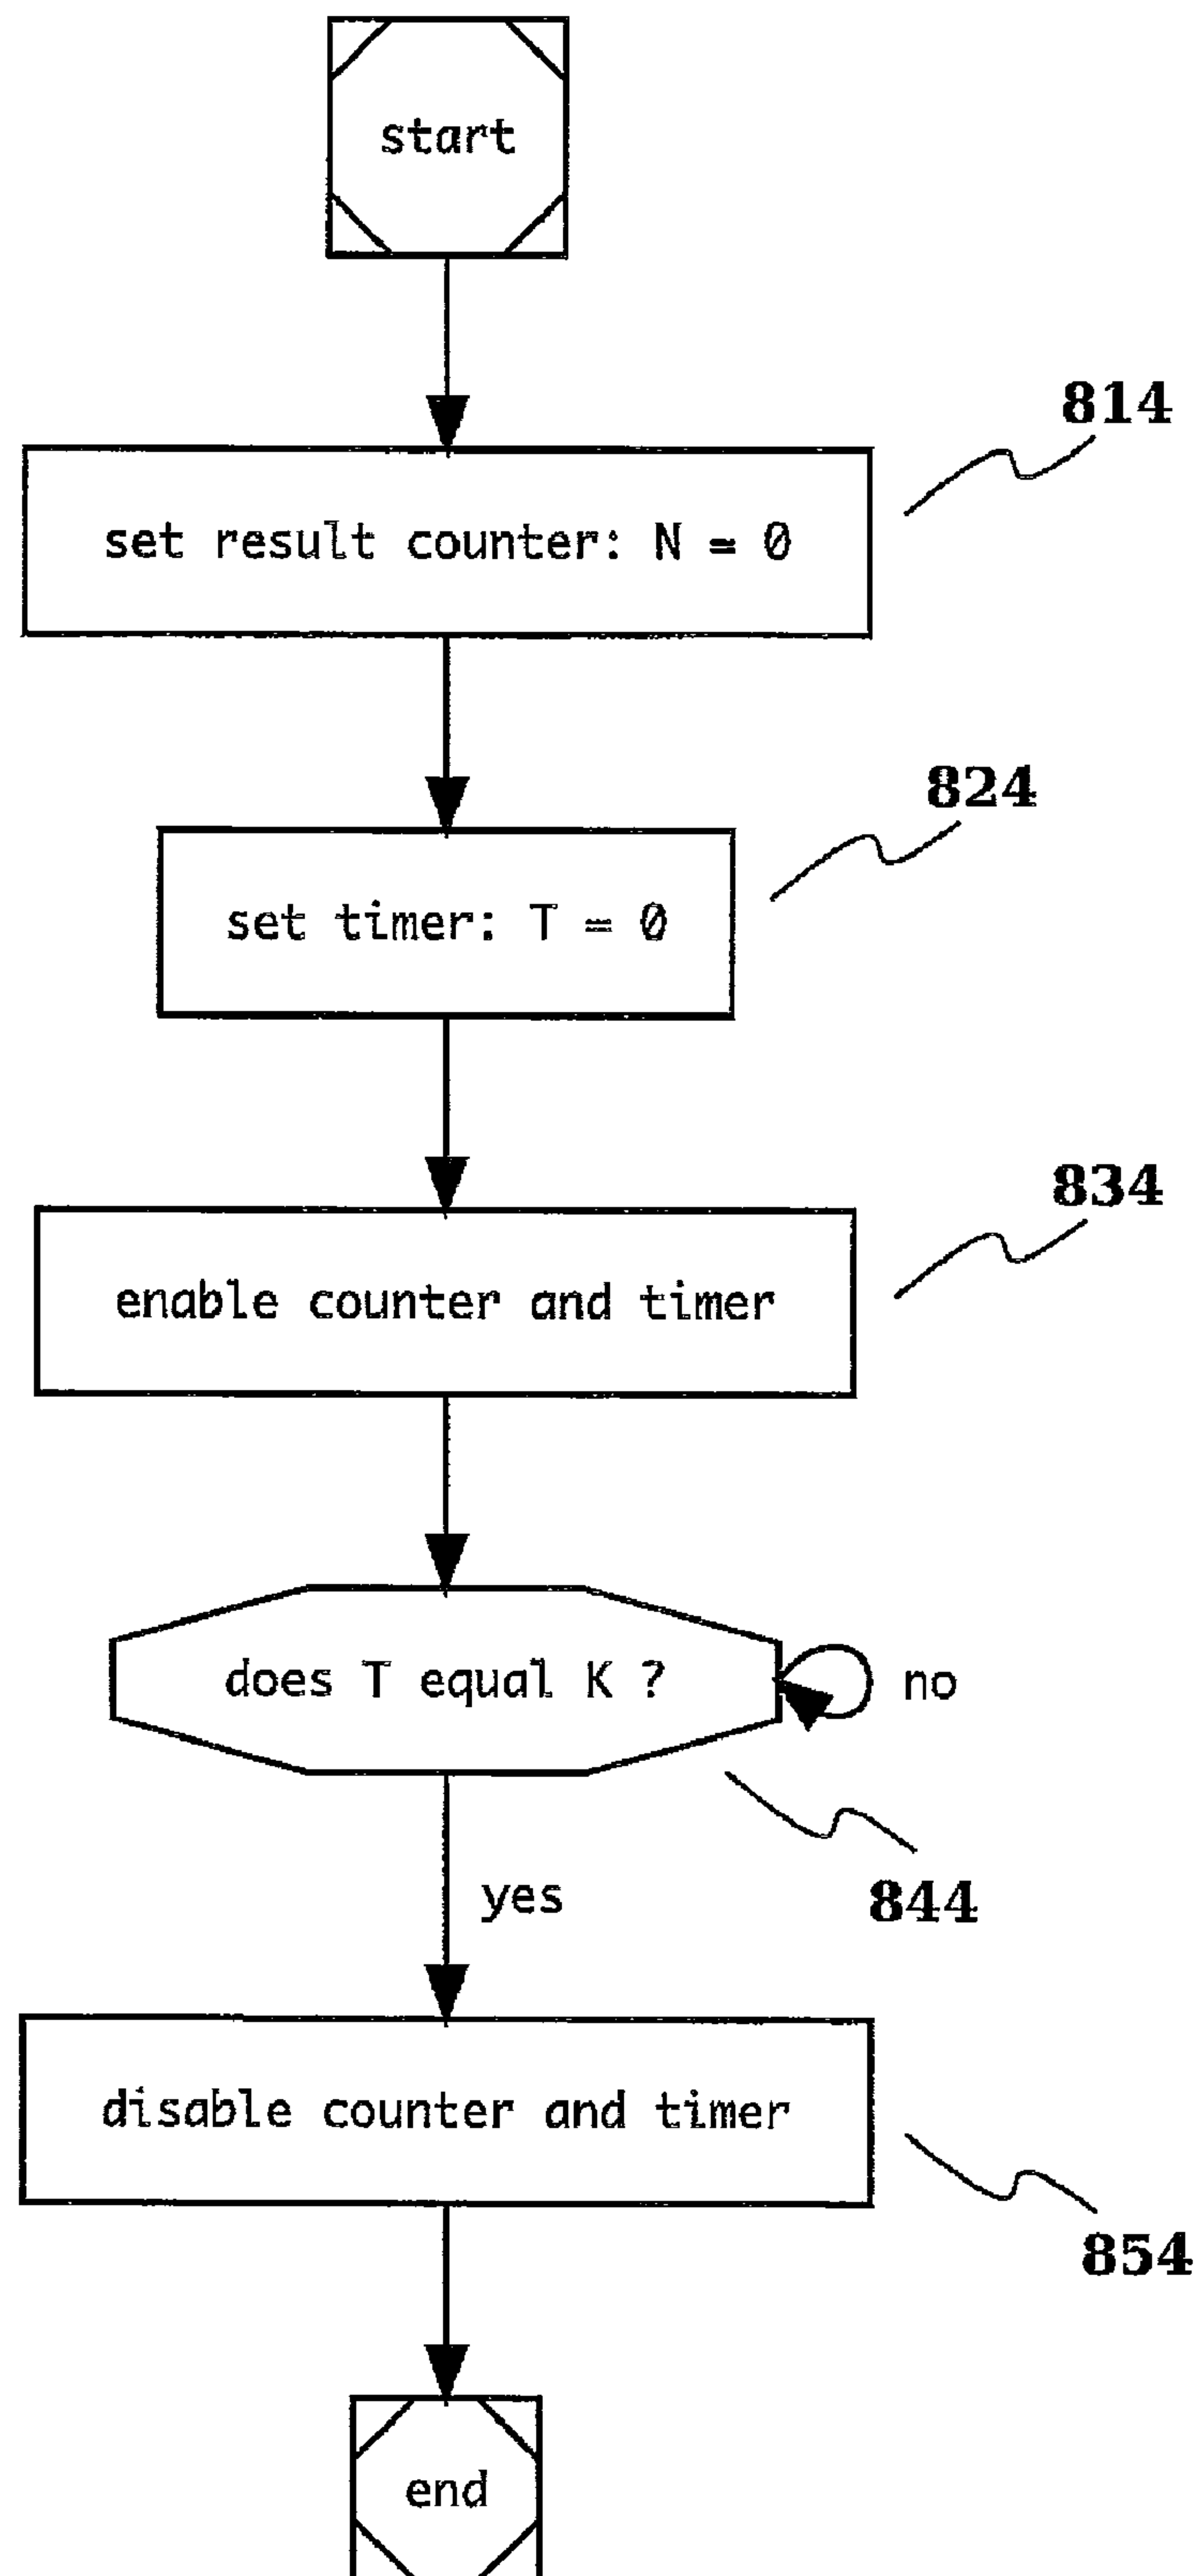 start
814
set result counter: N = 0
824
set timer: T = 0
834
enable counter and timer
does T equal K ?
no
844
yes
disable counter and timer
854
end